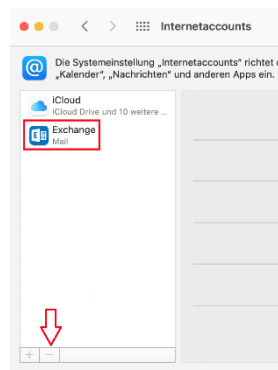 Internetaccounts
Die Systemeinstellung „Internetaccounts“ richtet
„Kalender“, „Nachrichten“ und anderen Apps ein.
iCloud
iCloud Drive und 10 weitere ...
Exchange
Mail